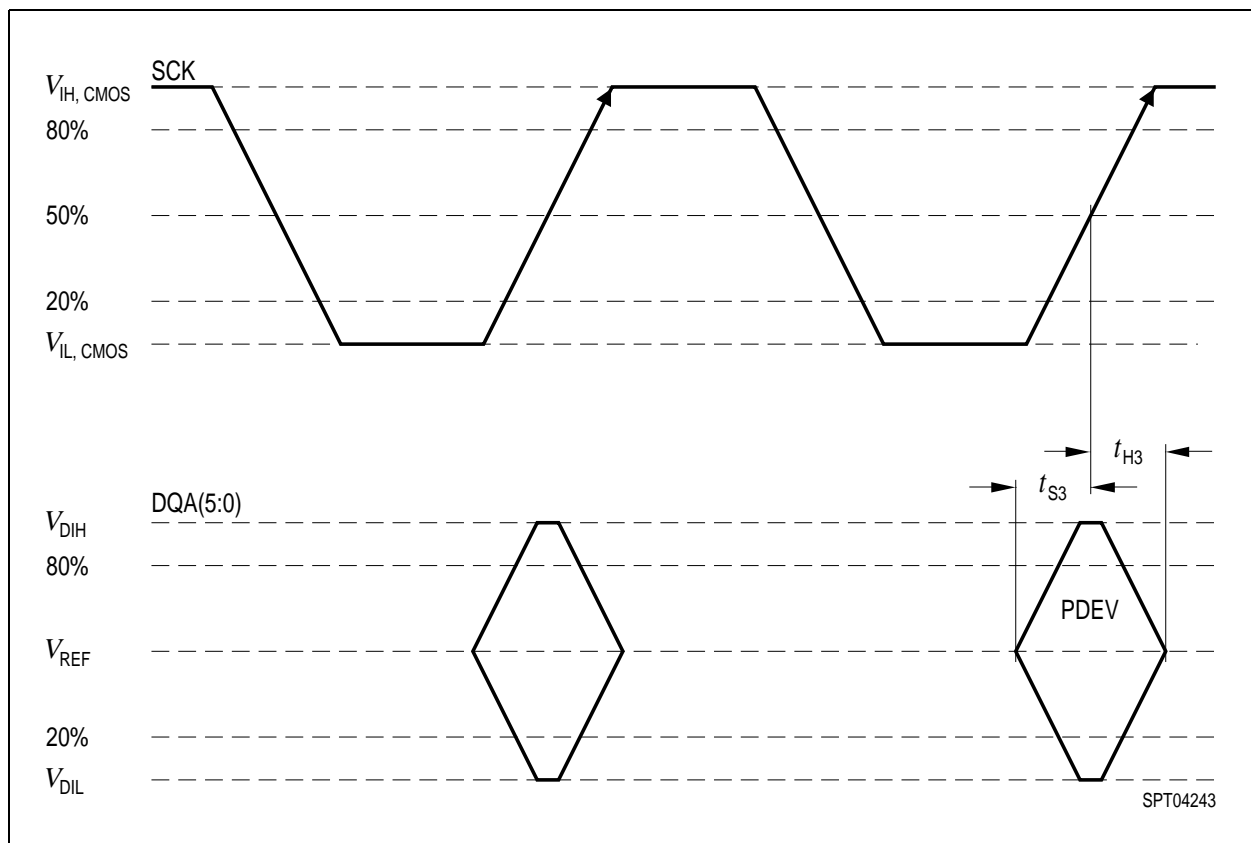 SCK
VIH, CMOS
80%
50%
20%
VIL, CMOS
tH3
tS3
DQA(5:0)
VDIH
80%
PDEV
VREF
20%
VDIL
SPT04243